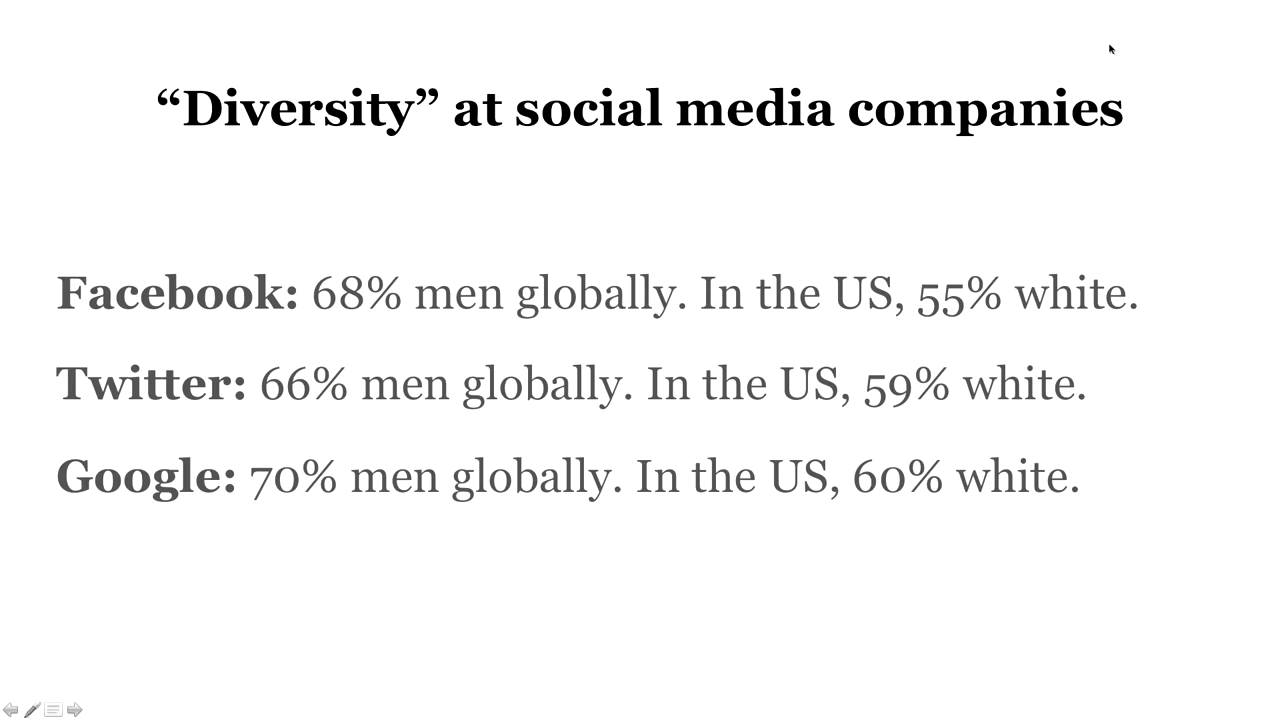 “Diversity” at social media companies
Facebook: 68% men globally. In the US, 55% white.
Twitter: 66% men globally. In the US, 59% white.
Google: 70% men globally. In the US, 60% white.